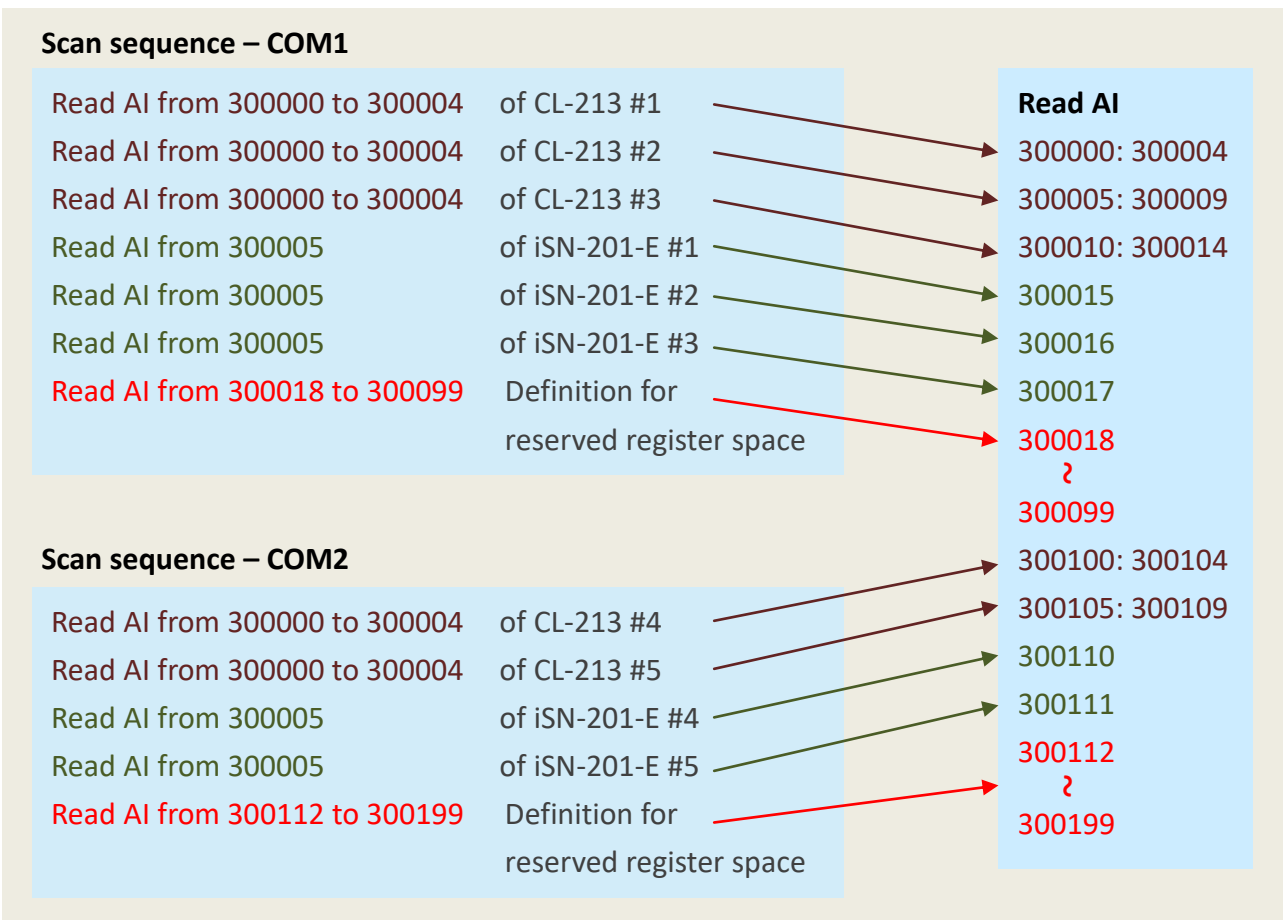 Scan sequence – COM1
Read AI from 300000 to 300004 of CL-213 #1
Read AI from 300000 to 300004 of CL-213 #2
Read AI from 300000 to 300004 of CL-213 #3
Read AI from 300005 of iSN-201-E #1
Read AI from 300005 of iSN-201-E #2
Read AI from 300005 of iSN-201-E #3
Read AI from 300018 to 300099 Definition for
reserved register space
Scan sequence – COM2
Read AI from 300000 to 300004 of CL-213 #4
Read AI from 300000 to 300004 of CL-213 #5
Read AI from 300005 of iSN-201-E #4
Read AI from 300005 of iSN-201-E #5
Read AI from 300112 to 300199 Definition for
reserved register space
Read AI
300000: 300004
300005: 300009
300010: 300014
300015
300016
300017
300018
~
300099
300100: 300104
300105: 300109
300110
300111
300112
~
300199